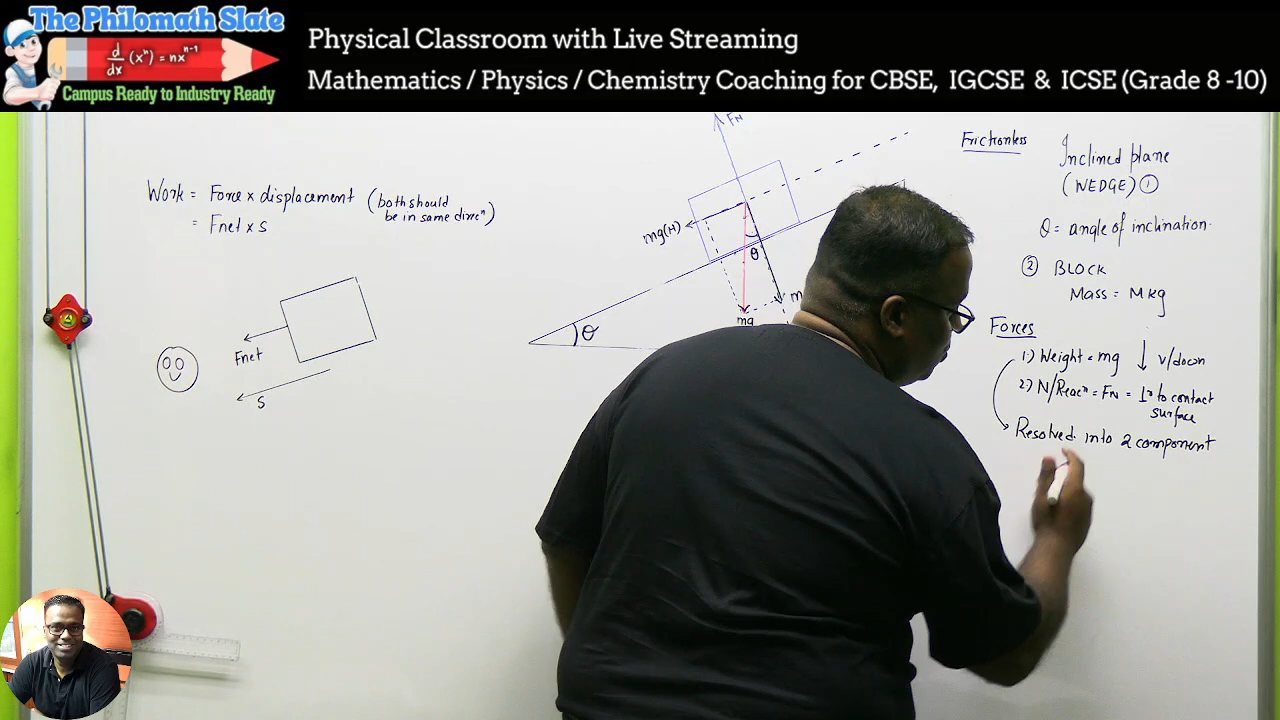 The Philomath Slate
d/dx (xⁿ) = nxⁿ⁻¹
Campus Ready to Industry Ready
Physical Classroom with Live Streaming
Mathematics / Physics / Chemistry Coaching for CBSE, IGCSE & ICSE (Grade 8 -10)
Work = Force x displacement (both should
be in same direcⁿ)
= Fnet x s
Fnet
s
FN
mg(H)
θ
m
mg
θ
Frictionless
Inclined plane
(WEDGE) ①
θ = angle of inclination.
② BLOCK
Mass = M kg
Forces
1) Weight = mg ↓ v/down
2) N/Reacⁿ = FN = ⊥r to contact
surface
Resolved into 2 component